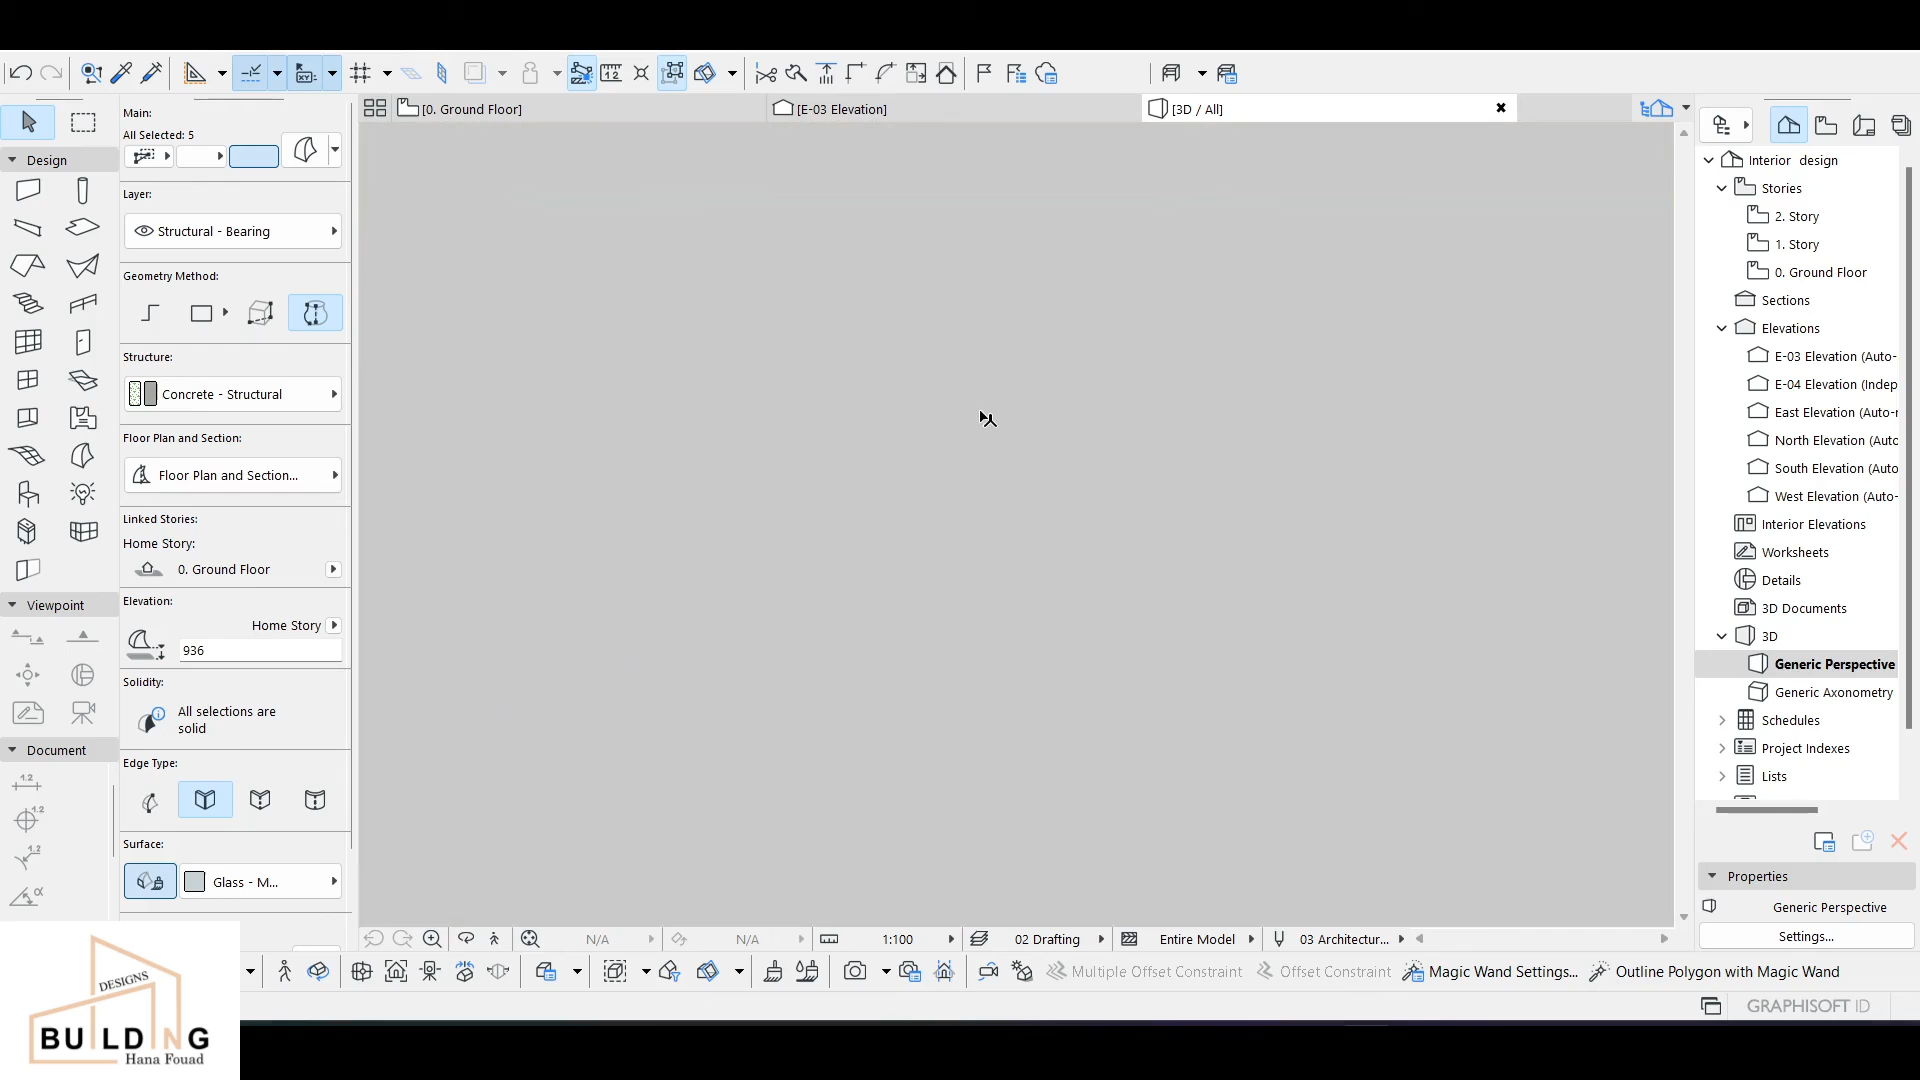 [0. Ground Floor]
[E-03 Elevation]
[3D / All]
Main:
All Selected: 5
Design
Layer:
Structural - Bearing
Geometry Method:
Structure:
Concrete - Structural
Floor Plan and Section:
Floor Plan and Section...
Linked Stories:
Home Story:
0. Ground Floor
Viewpoint
Elevation:
Home Story
936
Solidity:
All selections are
solid
Document
Edge Type:
Surface:
Glass - M...
Interior design
Stories
2. Story
1. Story
0. Ground Floor
Sections
Elevations
E-03 Elevation (Auto-
E-04 Elevation (Indep
East Elevation (Auto-r
North Elevation (Auto
South Elevation (Auto
West Elevation (Auto-
Interior Elevations
Worksheets
Details
3D Documents
3D
Generic Perspective
Generic Axonometry
Schedules
Project Indexes
Lists
Properties
Generic Perspective
Settings...
N/A
N/A
1:100
02 Drafting
Entire Model
03 Architectur...
Multiple Offset Constraint
Offset Constraint
Magic Wand Settings...
Outline Polygon with Magic Wand
GRAPHISOFT ID
DESIGNS
BUILDING
Hana Fouad